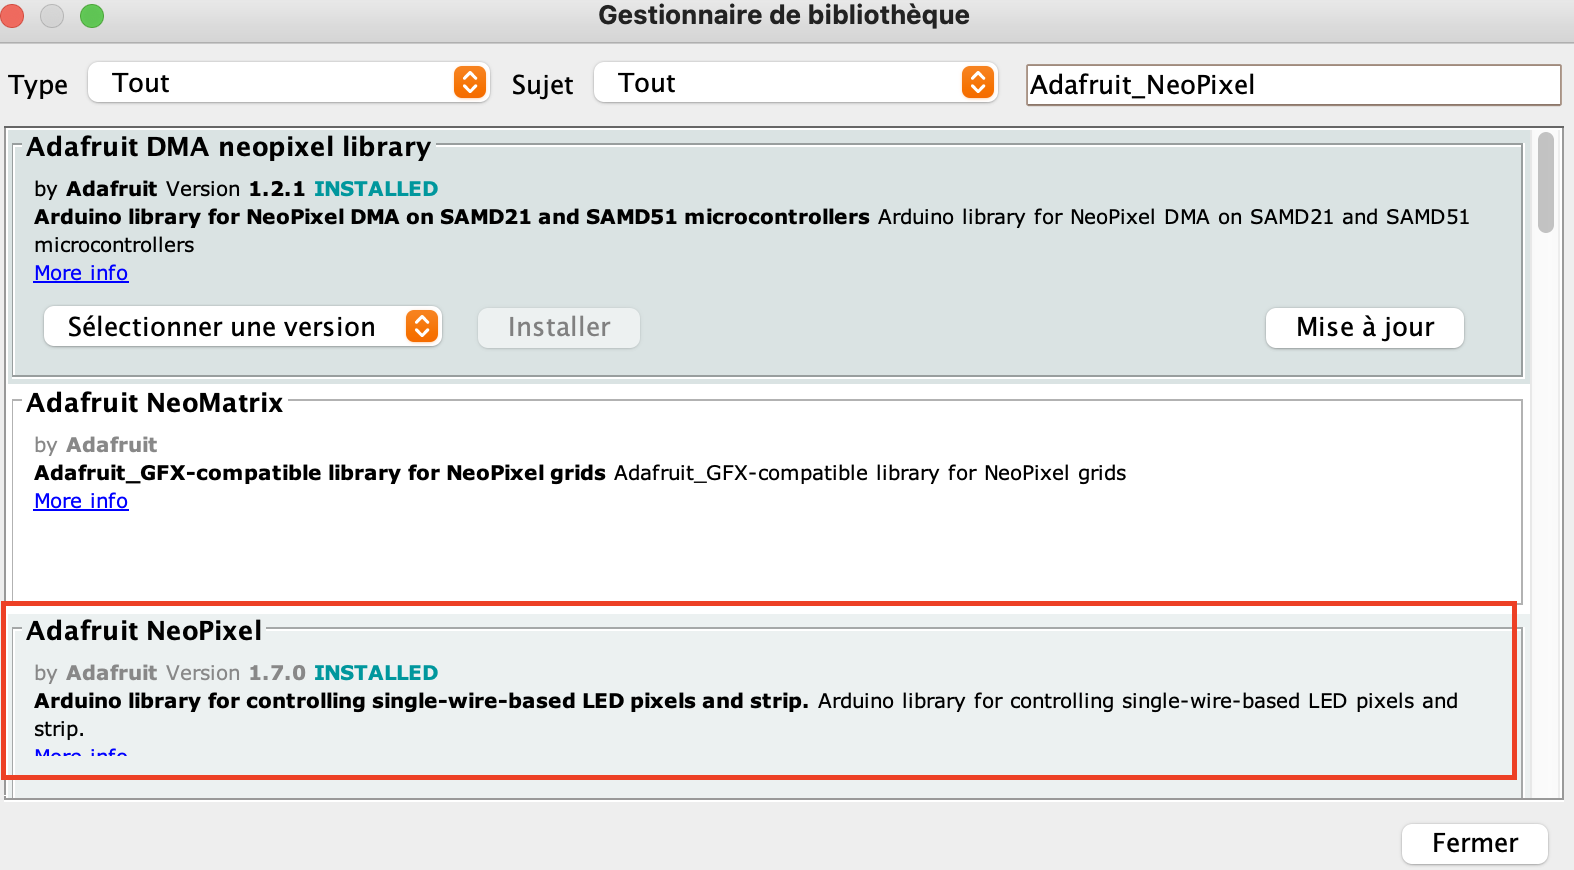 Gestionnaire de bibliothèque
Type Tout Sujet Tout Adafruit_NeoPixel
Adafruit DMA neopixel library
by Adafruit Version 1.2.1 INSTALLED
Arduino library for NeoPixel DMA on SAMD21 and SAMD51 microcontrollers Arduino library for NeoPixel DMA on SAMD21 and SAMD51
microcontrollers
More info
Sélectionner une version Installer Mise à jour
Adafruit NeoMatrix
by Adafruit
Adafruit_GFX-compatible library for NeoPixel grids Adafruit_GFX-compatible library for NeoPixel grids
More info
Adafruit NeoPixel
by Adafruit Version 1.7.0 INSTALLED
Arduino library for controlling single-wire-based LED pixels and strip. Arduino library for controlling single-wire-based LED pixels and
strip.
More info
Fermer